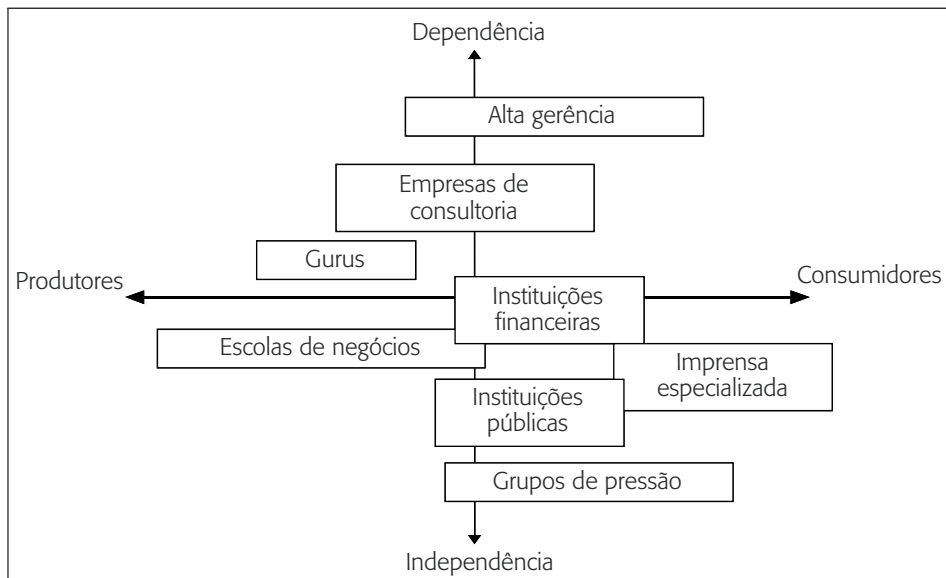 Dependência
Alta gerência
Empresas de
consultoria
Gurus
Produtores
Consumidores
Instituições
financeiras
Escolas de negócios
Imprensa
especializada
Instituições
públicas
Grupos de pressão
Independência